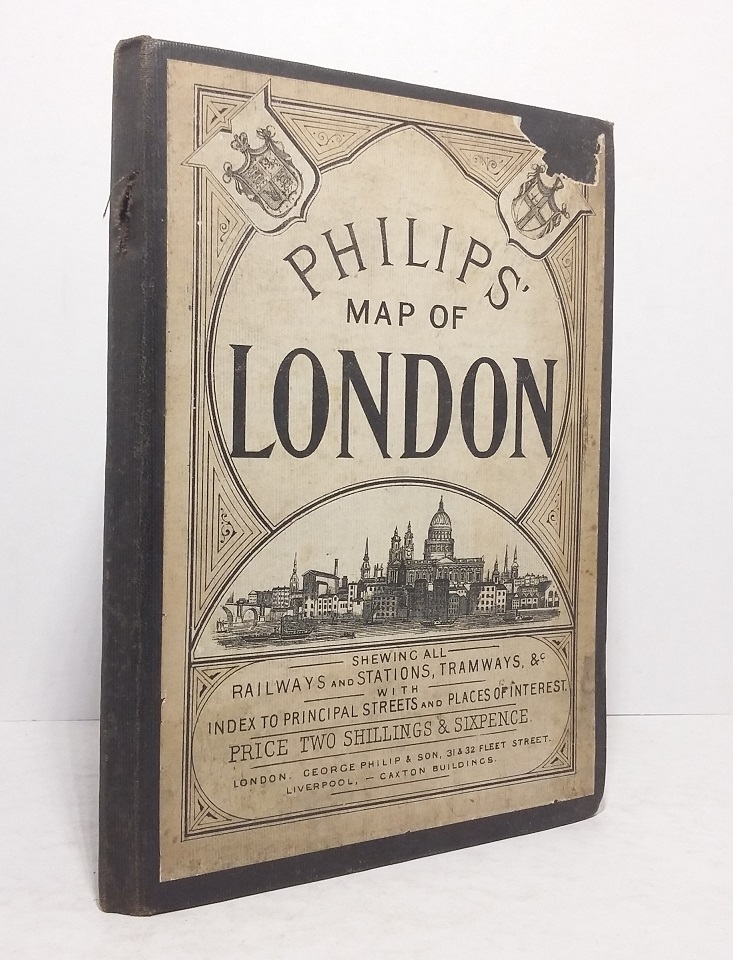 PHILIPS'
MAP OF
LONDON
SHEWING ALL
RAILWAYS AND STATIONS, TRAMWAYS, &c
WITH
INDEX TO PRINCIPAL STREETS AND PLACES OF INTEREST.
PRICE TWO SHILLINGS & SIXPENCE.
LONDON. GEORGE PHILIP & SON, 31 & 32 FLEET STREET.
LIVERPOOL, — CAXTON BUILDINGS.